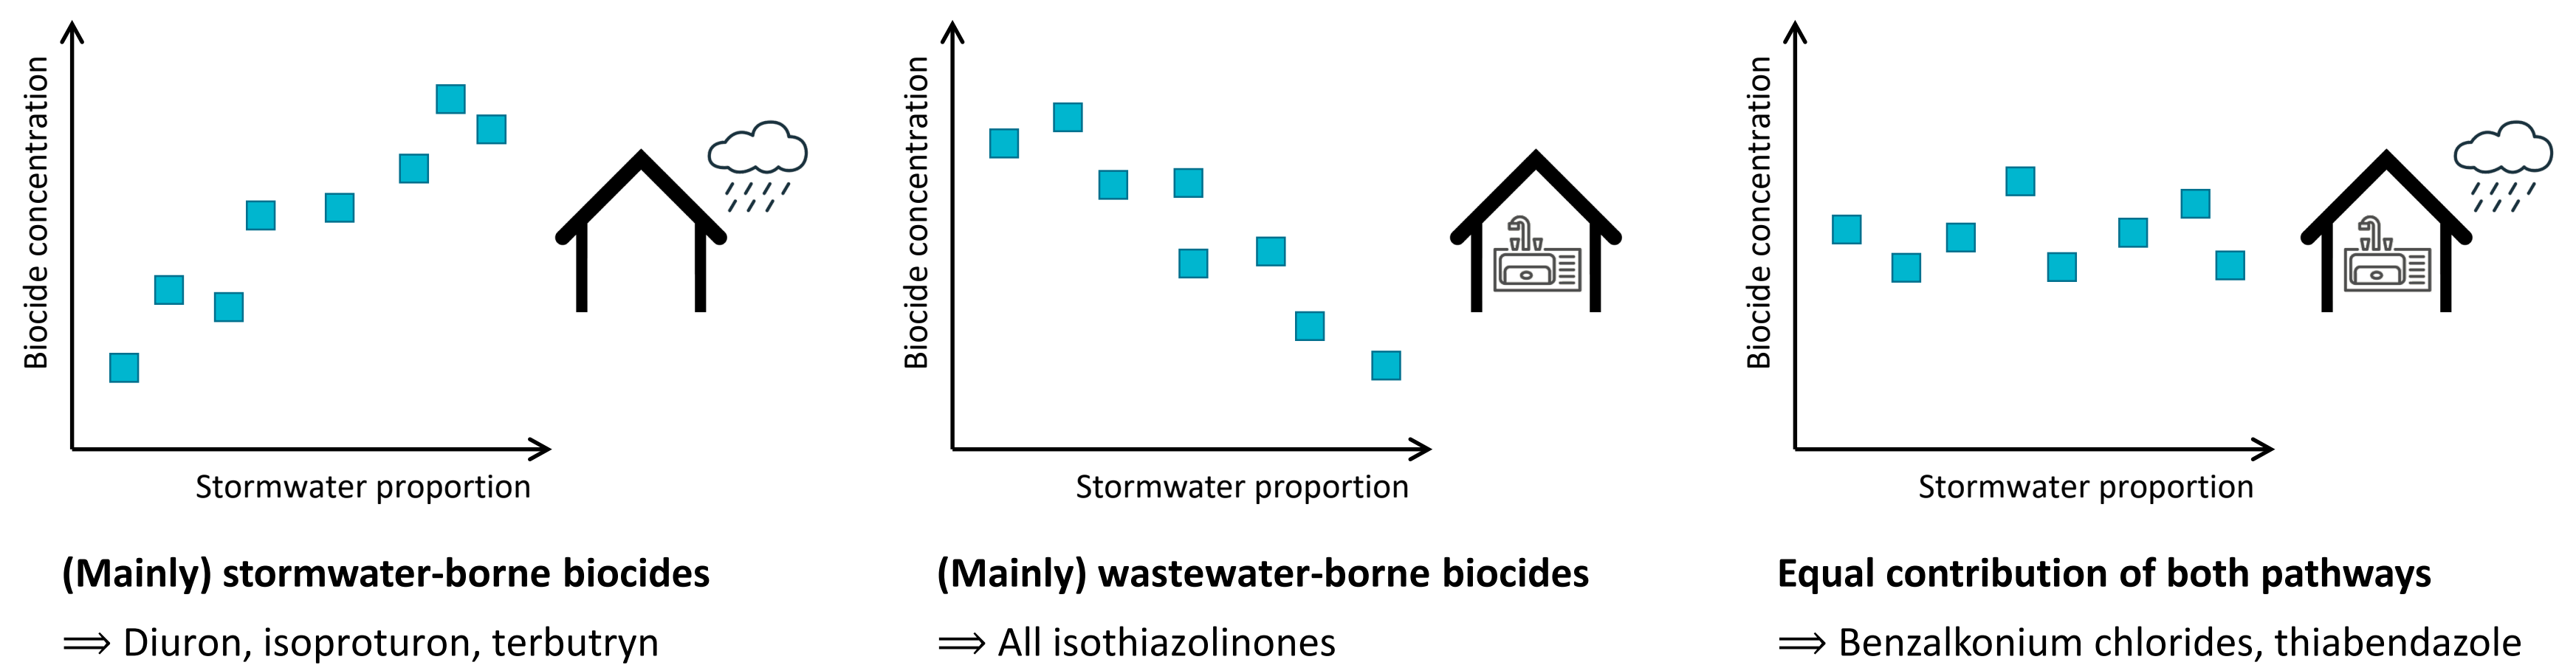 Biocide concentration
Stormwater proportion
(Mainly) stormwater-borne biocides
⟹ Diuron, isoproturon, terbutryn
Biocide concentration
Stormwater proportion
(Mainly) wastewater-borne biocides
⟹ All isothiazolinones
Biocide concentration
Stormwater proportion
Equal contribution of both pathways
⟹ Benzalkonium chlorides, thiabendazole